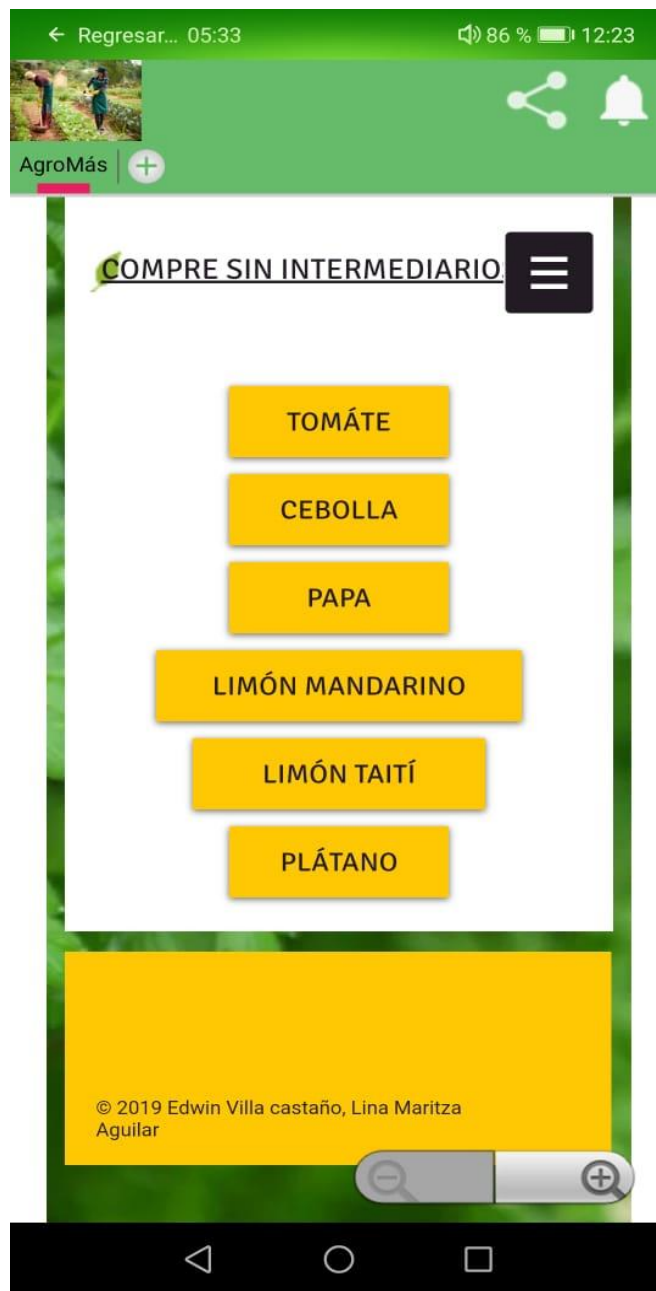 ← Regresar... 05:33 86 % 12:23
AgroMás
COMPRE SIN INTERMEDIARIO
TOMÁTE
CEBOLLA
PAPA
LIMÓN MANDARINO
LIMÓN TAITÍ
PLÁTANO
© 2019 Edwin Villa castaño, Lina Maritza
Aguilar